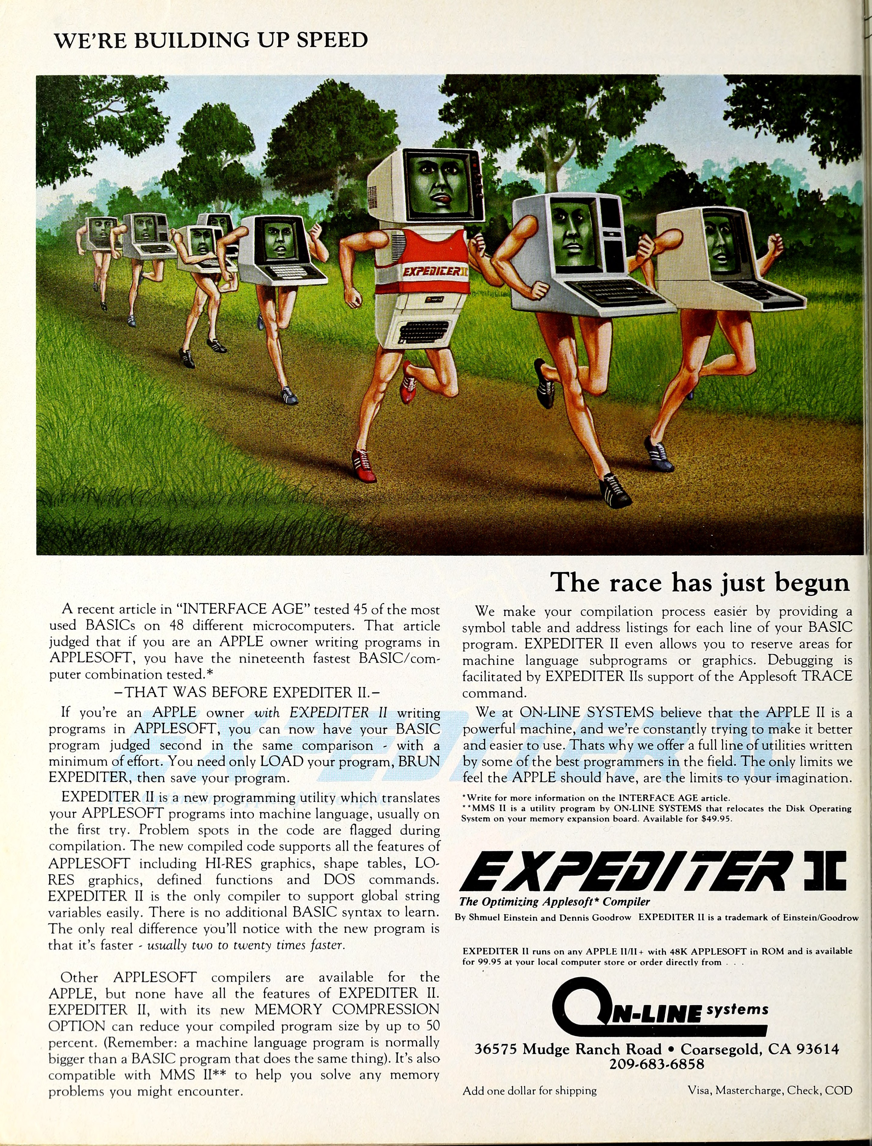 WE'RE BUILDING UP SPEED
EXPEDITER II
The race has just begun
A recent article in "INTERFACE AGE" tested 45 of the most
used BASICs on 48 different microcomputers. That article
judged that if you are an APPLE owner writing programs in
APPLESOFT, you have the nineteenth fastest BASIC/com-
puter combination tested.*
—THAT WAS BEFORE EXPEDITER II.—
If you're an APPLE owner with EXPEDITER II writing
programs in APPLESOFT, you can now have your BASIC
program judged second in the same comparison - with a
minimum of effort. You need only LOAD your program, BRUN
EXPEDITER, then save your program.
EXPEDITER II is a new programming utility which translates
your APPLESOFT programs into machine language, usually on
the first try. Problem spots in the code are flagged during
compilation. The new compiled code supports all the features of
APPLESOFT including HI-RES graphics, shape tables, LO-
RES graphics, defined functions and DOS commands.
EXPEDITER II is the only compiler to support global string
variables easily. There is no additional BASIC syntax to learn.
The only real difference you'll notice with the new program is
that it's faster - usually two to twenty times faster.
Other APPLESOFT compilers are available for the
APPLE, but none have all the features of EXPEDITER II.
EXPEDITER II, with its new MEMORY COMPRESSION
OPTION can reduce your compiled program size by up to 50
percent. (Remember: a machine language program is normally
bigger than a BASIC program that does the same thing). It's also
compatible with MMS II** to help you solve any memory
problems you might encounter.
We make your compilation process easier by providing a
symbol table and address listings for each line of your BASIC
program. EXPEDITER II even allows you to reserve areas for
machine language subprograms or graphics. Debugging is
facilitated by EXPEDITER IIs support of the Applesoft TRACE
command.
We at ON-LINE SYSTEMS believe that the APPLE II is a
powerful machine, and we're constantly trying to make it better
and easier to use. Thats why we offer a full line of utilities written
by some of the best programmers in the field. The only limits we
feel the APPLE should have, are the limits to your imagination.
*Write for more information on the INTERFACE AGE article.
**MMS II is a utility program by ON-LINE SYSTEMS that relocates the Disk Operating
System on your memory expansion board. Available for $49.95.
EXPEDITER II
The Optimizing Applesoft* Compiler
By Shmuel Einstein and Dennis Goodrow EXPEDITER II is a trademark of Einstein/Goodrow
EXPEDITER II runs on any APPLE II/II+ with 48K APPLESOFT in ROM and is available
for 99.95 at your local computer store or order directly from . . .
ON-LINE systems
36575 Mudge Ranch Road • Coarsegold, CA 93614
209-683-6858
Add one dollar for shipping
Visa, Mastercharge, Check, COD